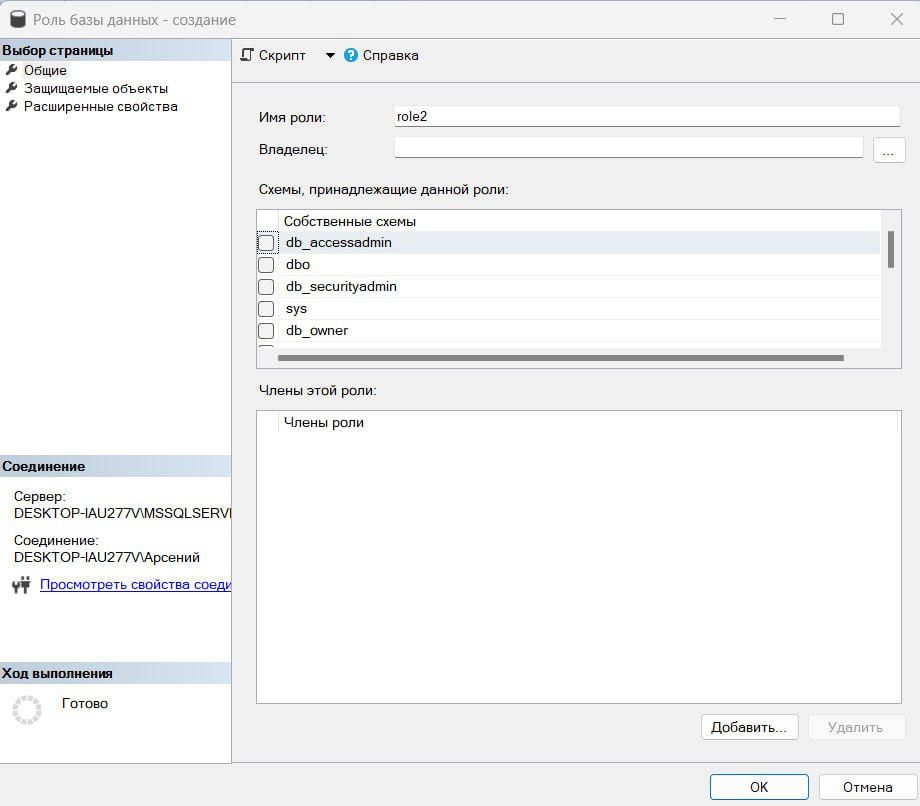 Роль базы данных - создание
Выбор страницы
Общие
Защищаемые объекты
Расширенные свойства
Скрипт
Справка
Имя роли:
role2
Владелец:
...
Схемы, принадлежащие данной роли:
Собственные схемы
db_accessadmin
dbo
db_securityadmin
sys
db_owner
Члены этой роли:
Члены роли
Соединение
Сервер:
DESKTOP-IAU277V\MSSQLSERV
Соединение:
DESKTOP-IAU277V\Арсений
Просмотреть свойства соеди
Ход выполнения
Готово
Добавить...
Удалить
OK
Отмена